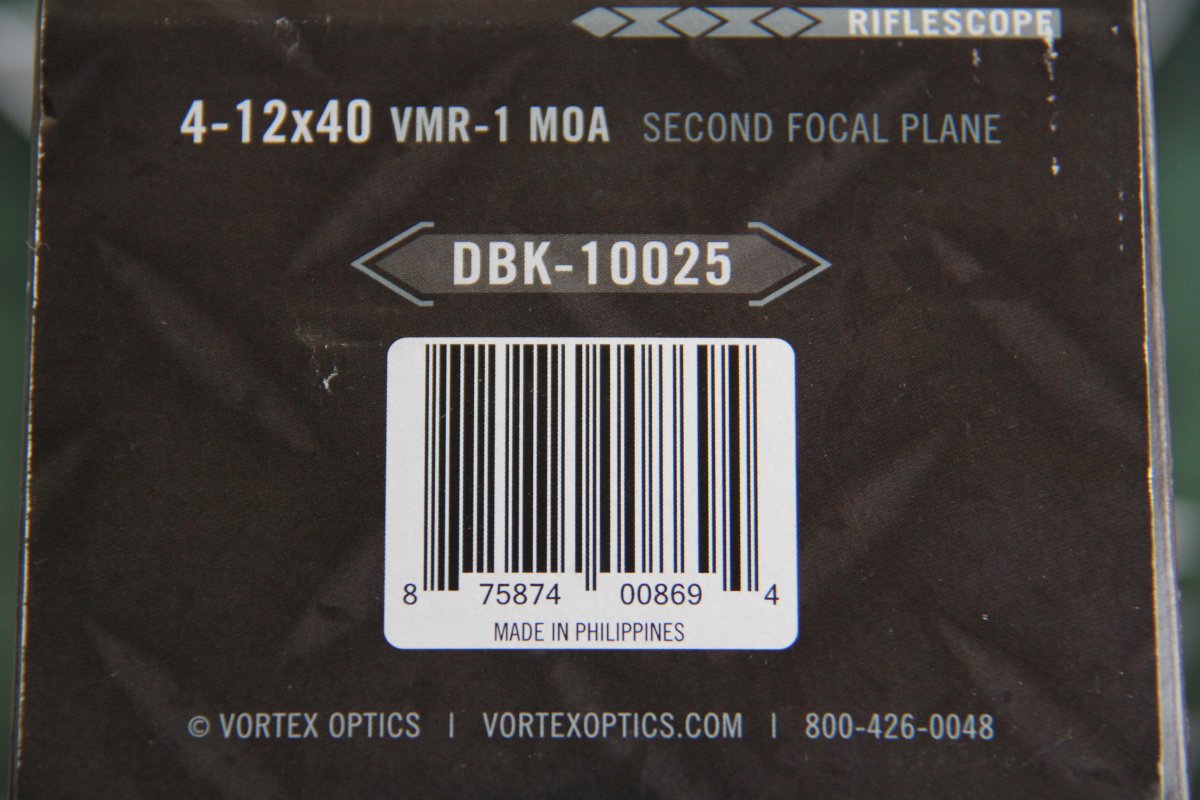 RIFLESCOPE
4-12x40 VMR-1 MOA SECOND FOCAL PLANE
DBK-10025
8 75874 00869 4
MADE IN PHILIPPINES
© VORTEX OPTICS | VORTEXOPTICS.COM | 800-426-0048